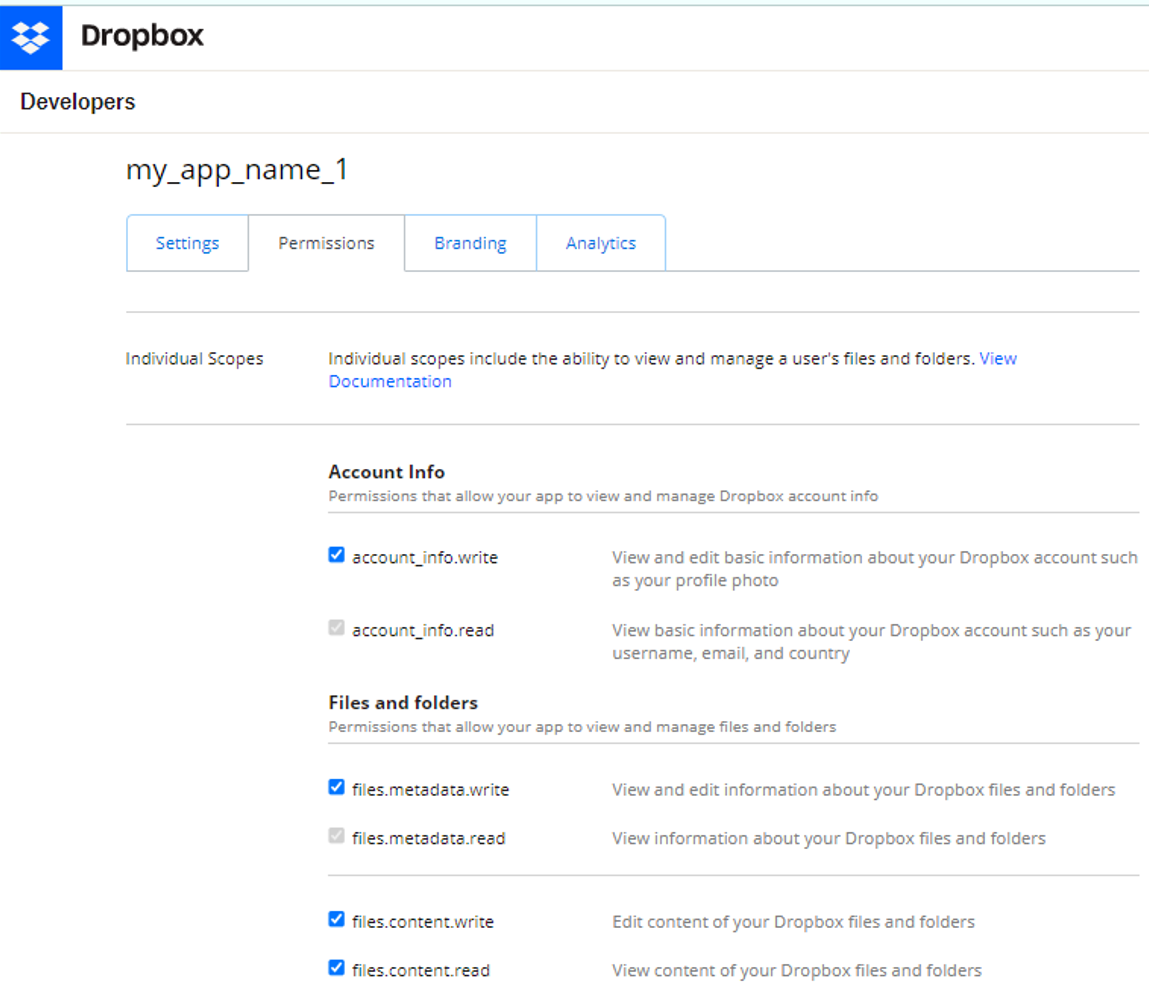 Dropbox
Developers
my_app_name_1
Settings
Permissions
Branding
Analytics
Individual Scopes
Individual scopes include the ability to view and manage a user's files and folders. View
Documentation
Account Info
Permissions that allow your app to view and manage Dropbox account info
account_info.write
View and edit basic information about your Dropbox account such
as your profile photo
account_info.read
View basic information about your Dropbox account such as your
username, email, and country
Files and folders
Permissions that allow your app to view and manage files and folders
files.metadata.write
View and edit information about your Dropbox files and folders
files.metadata.read
View information about your Dropbox files and folders
files.content.write
Edit content of your Dropbox files and folders
files.content.read
View content of your Dropbox files and folders